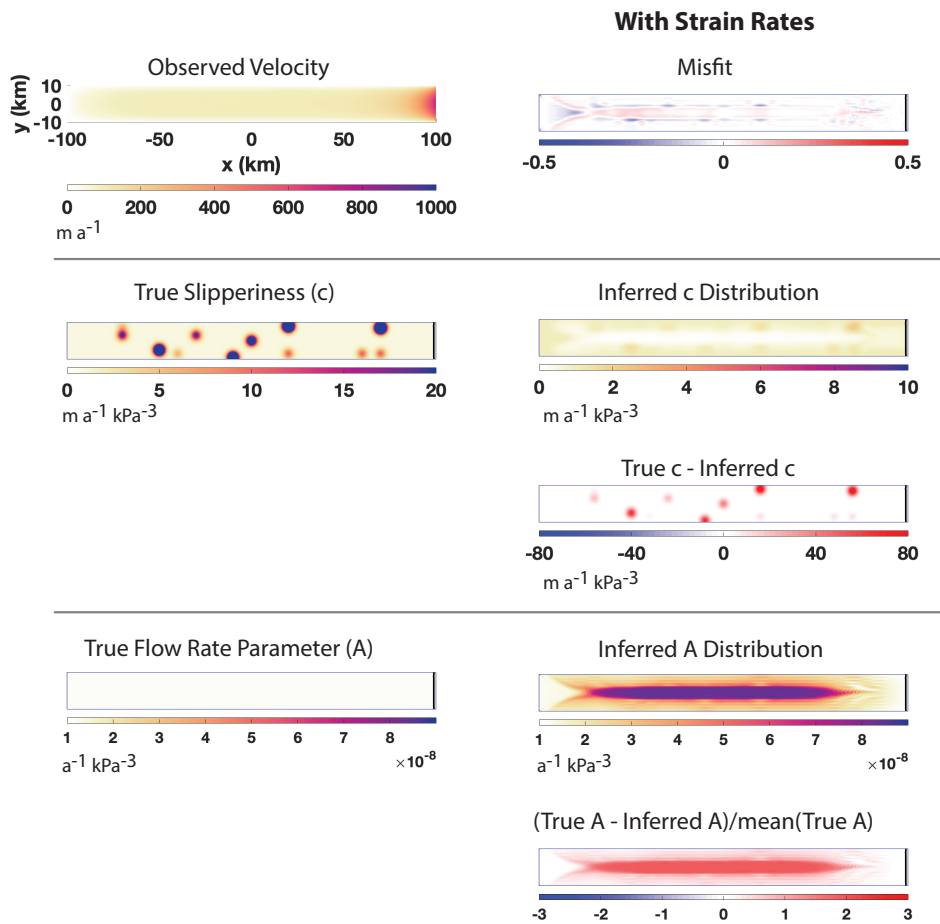 With Strain Rates
Observed Velocity
Misfit
y (km)
10
0
-10
-100 -50 0 50 100
x (km)
-0.5 0 0.5
0 200 400 600 800 1000
m a⁻¹
True Slipperiness (c)
Inferred c Distribution
0 5 10 15 20
m a⁻¹ kPa⁻³
0 2 4 6 8 10
m a⁻¹ kPa⁻³
True c - Inferred c
-80 -40 0 40 80
m a⁻¹ kPa⁻³
True Flow Rate Parameter (A)
Inferred A Distribution
1 2 3 4 5 6 7 8
a⁻¹ kPa⁻³
×10⁻⁸
1 2 3 4 5 6 7 8
a⁻¹ kPa⁻³
×10⁻⁸
(True A - Inferred A)/mean(True A)
-3 -2 -1 0 1 2 3